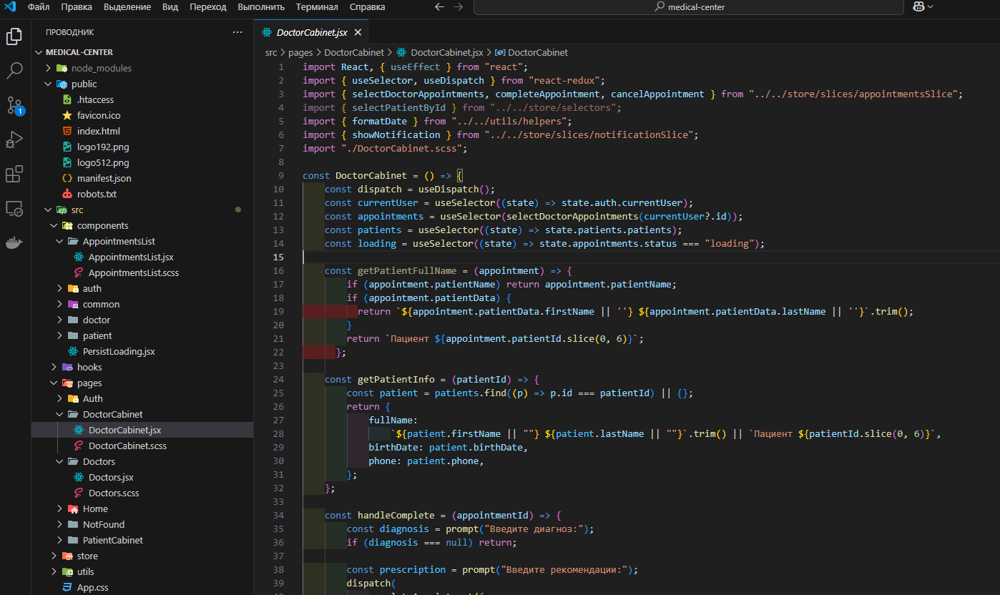 Файл Правка Выделение Вид Переход Выполнить Терминал Справка
medical-center
ПРОВОДНИК
MEDICAL-CENTER
node_modules
public
.htaccess
favicon.ico
index.html
logo192.png
logo512.png
manifest.json
robots.txt
src
components
AppointmentsList
AppointmentsList.jsx
AppointmentsList.scss
auth
common
doctor
patient
PersistLoading.jsx
hooks
pages
Auth
DoctorCabinet
DoctorCabinet.jsx
DoctorCabinet.scss
Doctors
Doctors.jsx
Doctors.scss
Home
NotFound
PatientCabinet
store
utils
App.css
1
DoctorCabinet.jsx
src > pages > DoctorCabinet > DoctorCabinet.jsx > DoctorCabinet
1 import React, { useEffect } from "react";
2 import { useSelector, useDispatch } from "react-redux";
3 import { selectDoctorAppointments, completeAppointment, cancelAppointment } from "../../store/slices/appointmentsSlice";
4 import { selectPatientById } from "../../store/selectors";
5 import { formatDate } from "../../utils/helpers";
6 import { showNotification } from "../../store/slices/notificationSlice";
7 import "./DoctorCabinet.scss";
8
9 const DoctorCabinet = () => {
10 const dispatch = useDispatch();
11 const currentUser = useSelector((state) => state.auth.currentUser);
12 const appointments = useSelector(selectDoctorAppointments(currentUser?.id));
13 const patients = useSelector((state) => state.patients.patients);
14 const loading = useSelector((state) => state.appointments.status === "loading");
15
16 const getPatientFullName = (appointment) => {
17 if (appointment.patientName) return appointment.patientName;
18 if (appointment.patientData) {
19 return `${appointment.patientData.firstName || ''} ${appointment.patientData.lastName || ''}`.trim();
20 }
21 return `Пациент ${appointment.patientId.slice(0, 6)}`;
22 };
23
24 const getPatientInfo = (patientId) => {
25 const patient = patients.find((p) => p.id === patientId) || {};
26 return {
27 fullName:
28 `${patient.firstName || ""} ${patient.lastName || ""}`.trim() || `Пациент ${patientId.slice(0, 6)}`,
29 birthDate: patient.birthDate,
30 phone: patient.phone,
31 };
32 };
33
34 const handleComplete = (appointmentId) => {
35 const diagnosis = prompt("Введите диагноз:");
36 if (diagnosis === null) return;
37
38 const prescription = prompt("Введите рекомендации:");
39 dispatch(